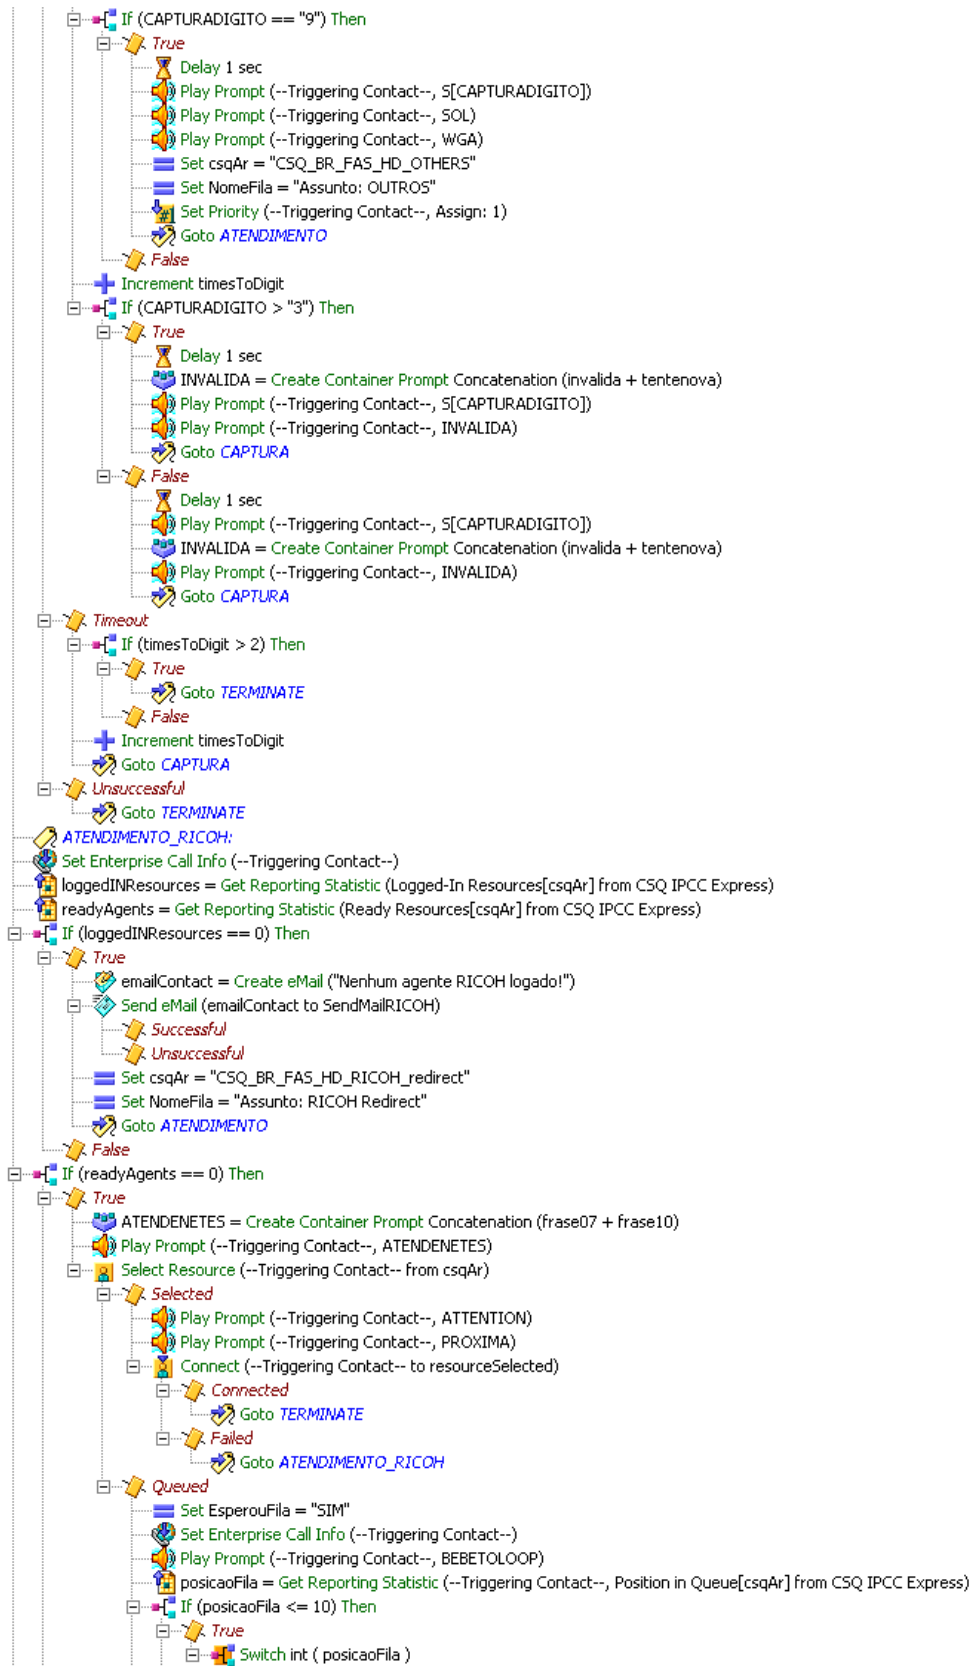 If (CAPTURADIGITO == "9") Then
True
Delay 1 sec
Play Prompt (--Triggering Contact--, S[CAPTURADIGITO])
Play Prompt (--Triggering Contact--, SOL)
Play Prompt (--Triggering Contact--, WGA)
Set csqAr = "CSQ_BR_FAS_HD_OTHERS"
Set NomeFila = "Assunto: OUTROS"
Set Priority (--Triggering Contact--, Assign: 1)
Goto ATENDIMENTO
False
Increment timesToDigit
If (CAPTURADIGITO > "3") Then
True
Delay 1 sec
INVALIDA = Create Container Prompt Concatenation (invalida + tentenova)
Play Prompt (--Triggering Contact--, S[CAPTURADIGITO])
Play Prompt (--Triggering Contact--, INVALIDA)
Goto CAPTURA
False
Delay 1 sec
Play Prompt (--Triggering Contact--, S[CAPTURADIGITO])
INVALIDA = Create Container Prompt Concatenation (invalida + tentenova)
Play Prompt (--Triggering Contact--, INVALIDA)
Goto CAPTURA
Timeout
If (timesToDigit > 2) Then
True
Goto TERMINATE
False
Increment timesToDigit
Goto CAPTURA
Unsuccessful
Goto TERMINATE
ATENDIMENTO_RICOH:
Set Enterprise Call Info (--Triggering Contact--)
loggedINResources = Get Reporting Statistic (Logged-In Resources[csqAr] from CSQ IPCC Express)
readyAgents = Get Reporting Statistic (Ready Resources[csqAr] from CSQ IPCC Express)
If (loggedINResources == 0) Then
True
emailContact = Create eMail ("Nenhum agente RICOH logado!")
Send eMail (emailContact to SendMailRICOH)
Successful
Unsuccessful
Set csqAr = "CSQ_BR_FAS_HD_RICOH_redirect"
Set NomeFila = "Assunto: RICOH Redirect"
Goto ATENDIMENTO
False
If (readyAgents == 0) Then
True
ATENDENETES = Create Container Prompt Concatenation (frase07 + frase10)
Play Prompt (--Triggering Contact--, ATENDENETES)
Select Resource (--Triggering Contact-- from csqAr)
Selected
Play Prompt (--Triggering Contact--, ATTENTION)
Play Prompt (--Triggering Contact--, PROXIMA)
Connect (--Triggering Contact-- to resourceSelected)
Connected
Goto TERMINATE
Failed
Goto ATENDIMENTO_RICOH
Queued
Set EsperouFila = "SIM"
Set Enterprise Call Info (--Triggering Contact--)
Play Prompt (--Triggering Contact--, BEBETOLOOP)
posicaoFila = Get Reporting Statistic (--Triggering Contact--, Position in Queue[csqAr] from CSQ IPCC Express)
If (posicaoFila <= 10) Then
True
Switch int ( posicaoFila )